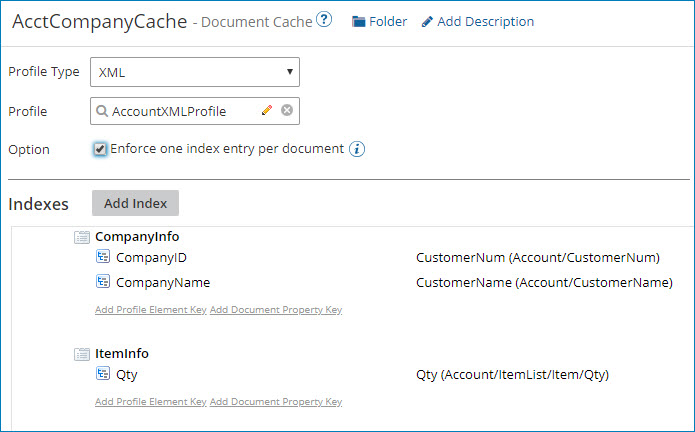 AcctCompanyCache - Document Cache ? Folder Add Description
Profile Type XML
Profile AccountXMLProfile
Option Enforce one index entry per document i
Indexes Add Index
CompanyInfo
CompanyID CustomerNum (Account/CustomerNum)
CompanyName CustomerName (Account/CustomerName)
Add Profile Element Key Add Document Property Key
ItemInfo
Qty Qty (Account/ItemList/Item/Qty)
Add Profile Element Key Add Document Property Key